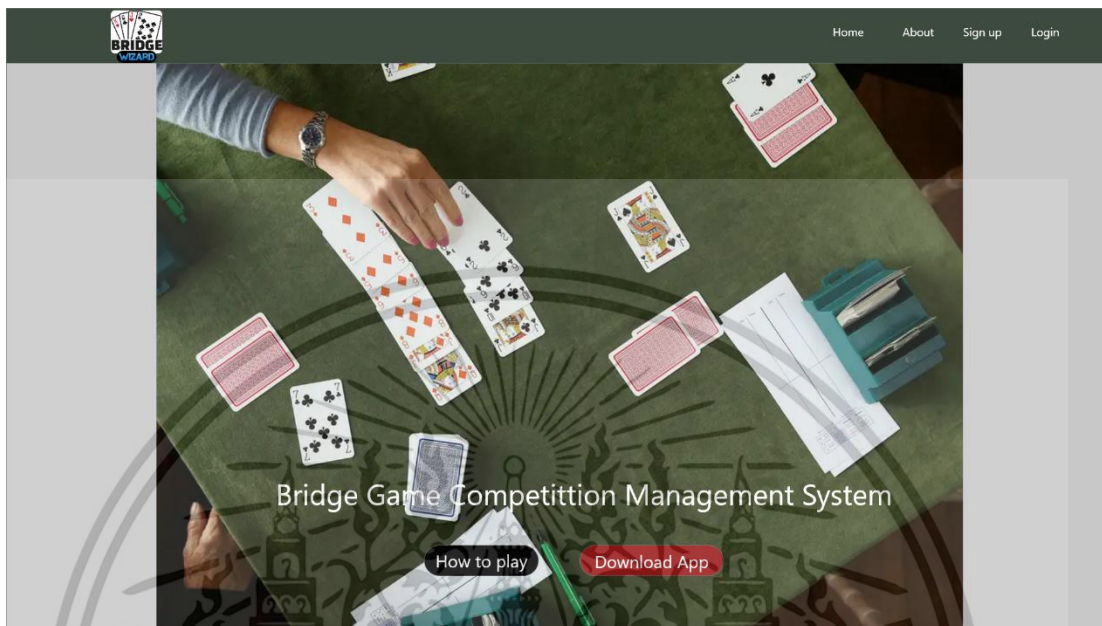 BRIDGE
WIZARD
Home About Sign up Login
Bridge Game Competittion Management System
How to play Download App